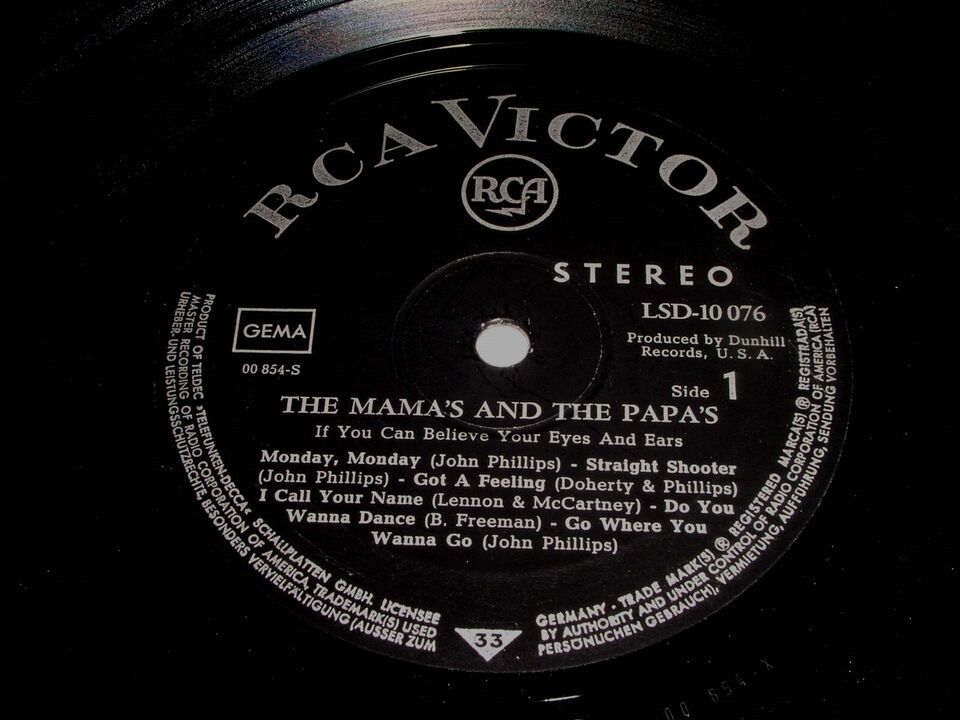 RCA VICTOR
RCA
STEREO
LSD-10 076
Produced by Dunhill
Records, U. S. A.
GEMA
00 854-S
Side 1
THE MAMA'S AND THE PAPA'S
If You Can Believe Your Eyes And Ears
Monday, Monday (John Phillips) - Straight Shooter
(John Phillips) - Got A Feeling (Doherty & Phillips)
I Call Your Name (Lennon & McCartney) - Do You
Wanna Dance (B. Freeman) - Go Where You
Wanna Go (John Phillips)
PRODUCT OF TELDEC »TELEFUNKEN-DECCA« SCHALLPLATTEN GMBH. LICENSEE
MASTER RECORDING OF RADIO CORPORATION OF AMERICA. TRADEMARK(S) USED
URHEBER- UND LEISTUNGSSCHUTZRECHTE, BESONDERS VERVIELFÄLTIGUNG (AUSSER ZUM
33
GERMANY · TRADE MARK(S) ® REGISTERED MARCA(S) ® REGISTRADA(S)
BY AUTHORITY AND UNDER CONTROL OF RADIO CORPORATION OF AMERICA (RCA)
PERSÖNLICHEN GEBRAUCH), VERMIETUNG, AUFFÜHRUNG, SENDUNG VORBEHALTEN